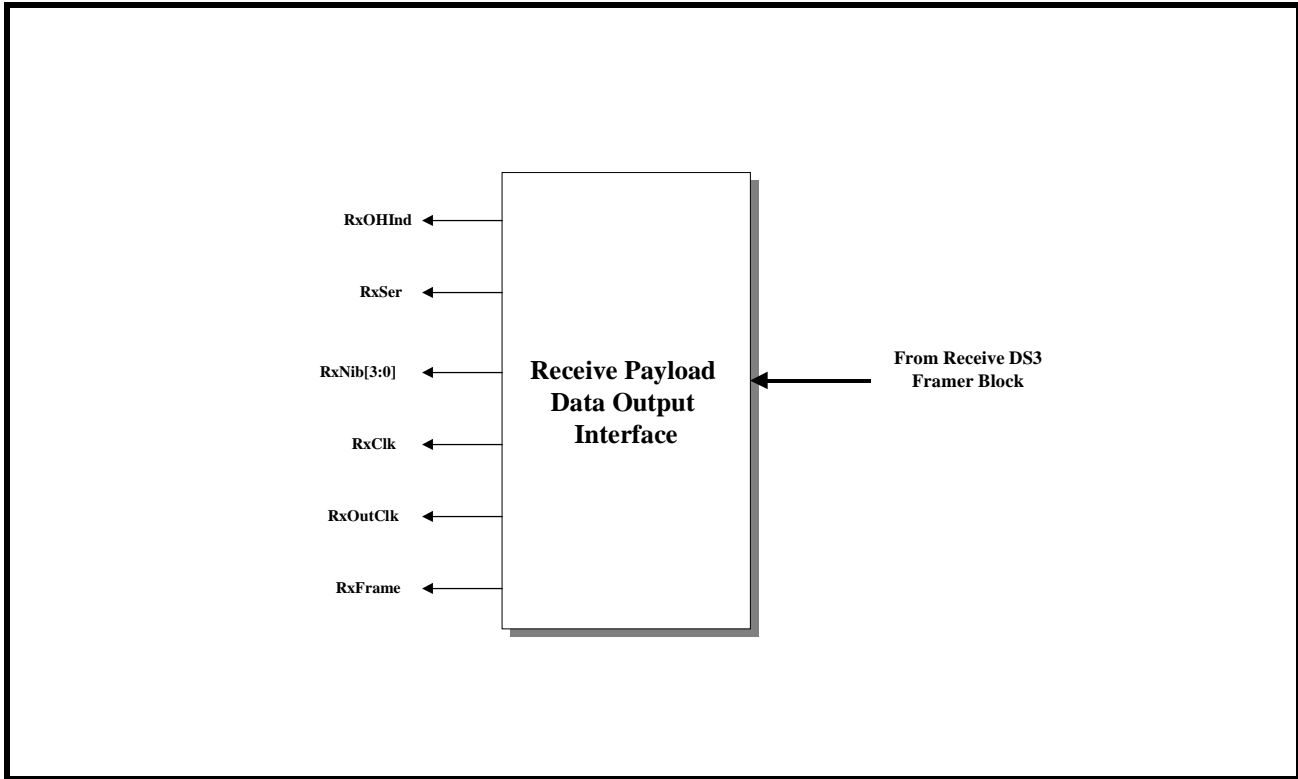 RxOHInd
RxSer
RxNib[3:0]
RxClk
RxOutClk
RxFrame
Receive Payload
Data Output
Interface
From Receive DS3
Framer Block